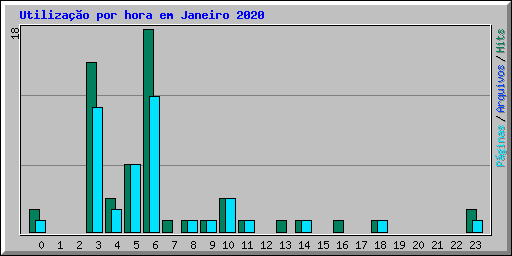 Utilização por hora em Janeiro 2020
18
Páginas / Arquivos / Hits
0 1 2 3 4 5 6 7 8 9 10 11 12 13 14 15 16 17 18 19 20 21 22 23